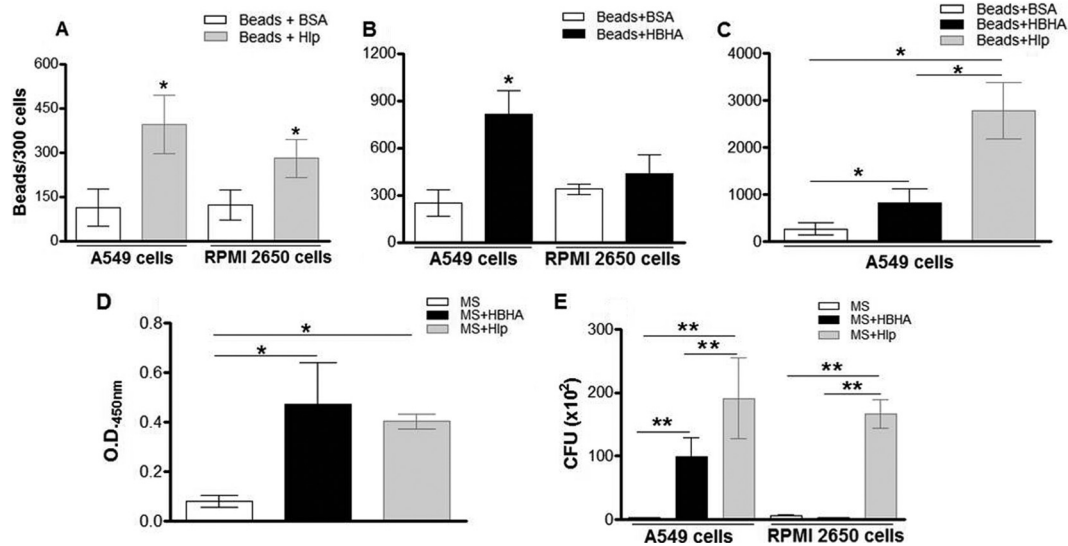 A
Beads + BSA
Beads + Hlp
Beads/300 cells
600
450
300
150
0
*
*
A549 cells
RPMI 2650 cells
B
Beads+BSA
Beads+HBHA
1200
900
600
300
0
*
A549 cells
RPMI 2650 cells
C
Beads+BSA
Beads+HBHA
Beads+Hlp
4000
3000
2000
1000
0
*
*
*
A549 cells
D
MS
MS+HBHA
MS+Hlp
O.D.450nm
0.8
0.6
0.4
0.2
0.0
*
*
E
MS
MS+HBHA
MS+Hlp
CFU (x10²)
300
200
100
0
**
**
**
**
**
A549 cells
RPMI 2650 cells